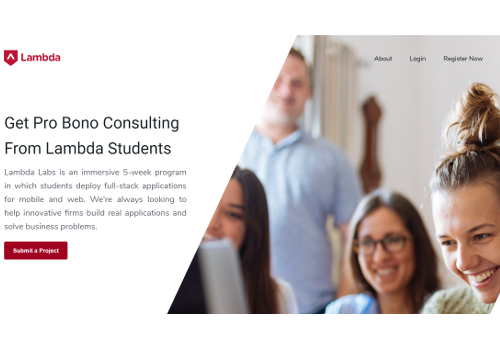 Lambda
About Login Register Now
Get Pro Bono Consulting
From Lambda Students
Lambda Labs is an immersive 5-week program
in which students deploy full-stack applications
for mobile and web. We're always looking to
help innovative firms build real applications and
solve business problems.
Submit a Project